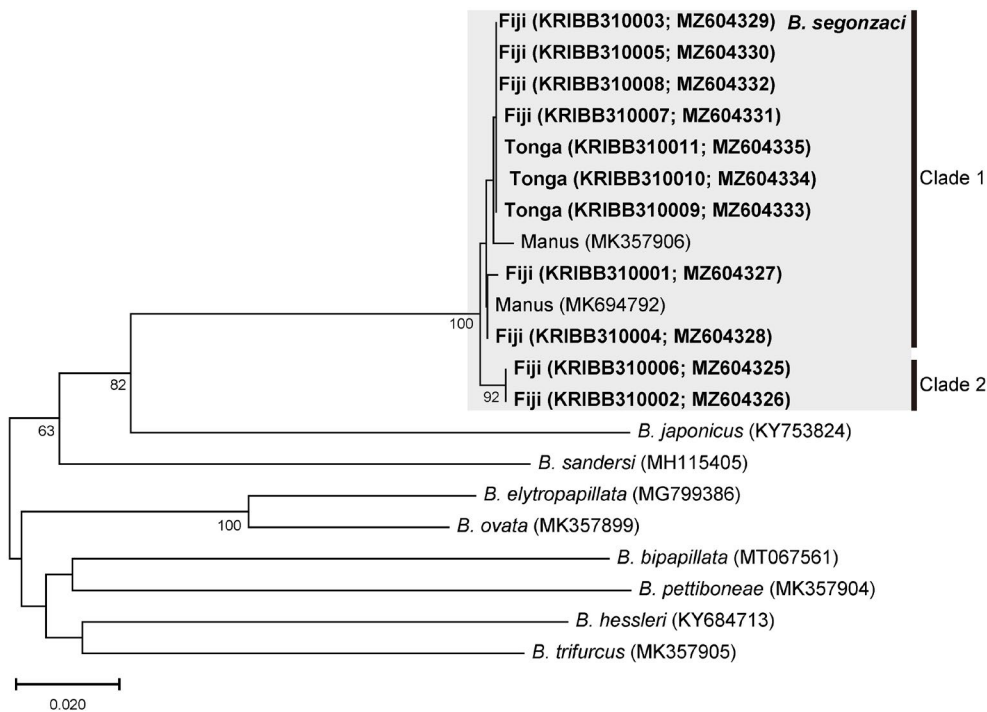 Fiji (KRIBB310003; MZ604329) B. segonzaci
Fiji (KRIBB310005; MZ604330)
Fiji (KRIBB310008; MZ604332)
Fiji (KRIBB310007; MZ604331)
Tonga (KRIBB310011; MZ604335)
Clade 1
Tonga (KRIBB310010; MZ604334)
Tonga (KRIBB310009; MZ604333)
Manus (MK357906)
Fiji (KRIBB310001; MZ604327)
Manus (MK694792)
100
Fiji (KRIBB310004; MZ604328)
Fiji (KRIBB310006; MZ604325)
82
Clade 2
92
Fiji (KRIBB310002; MZ604326)
63
B. japonicus (KY753824)
B. sandersi (MH115405)
B. elytropapillata (MG799386)
100
B. ovata (MK357899)
B. bipapillata (MT067561)
B. pettiboneae (MK357904)
B. hessleri (KY684713)
B. trifurcus (MK357905)
0.020